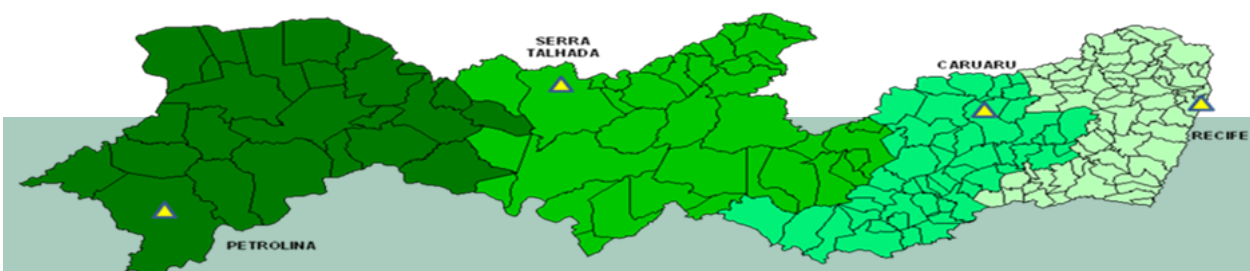 SERRA
TALHADA
CARUARU
RECIFE
PETROLINA